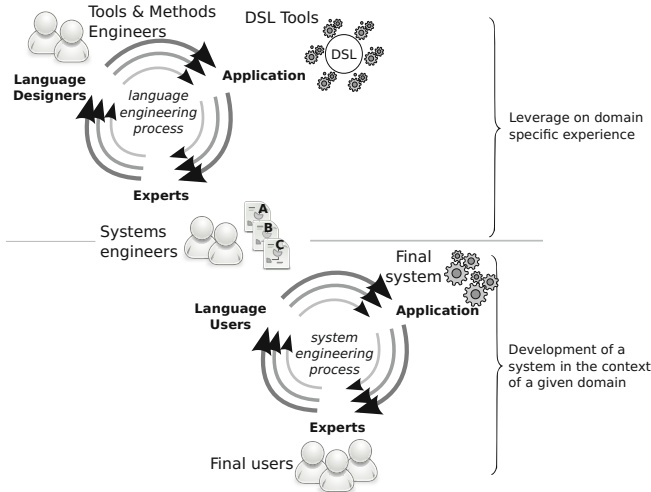 Tools & Methods
Engineers
DSL Tools
DSL
Language
Designers
Application
language
engineering
process
Experts
Leverage on domain
specific experience
Systems
engineers
A
B
C
Final
system
Language
Users
Application
system
engineering
process
Experts
Final users
Development of a
system in the context
of a given domain